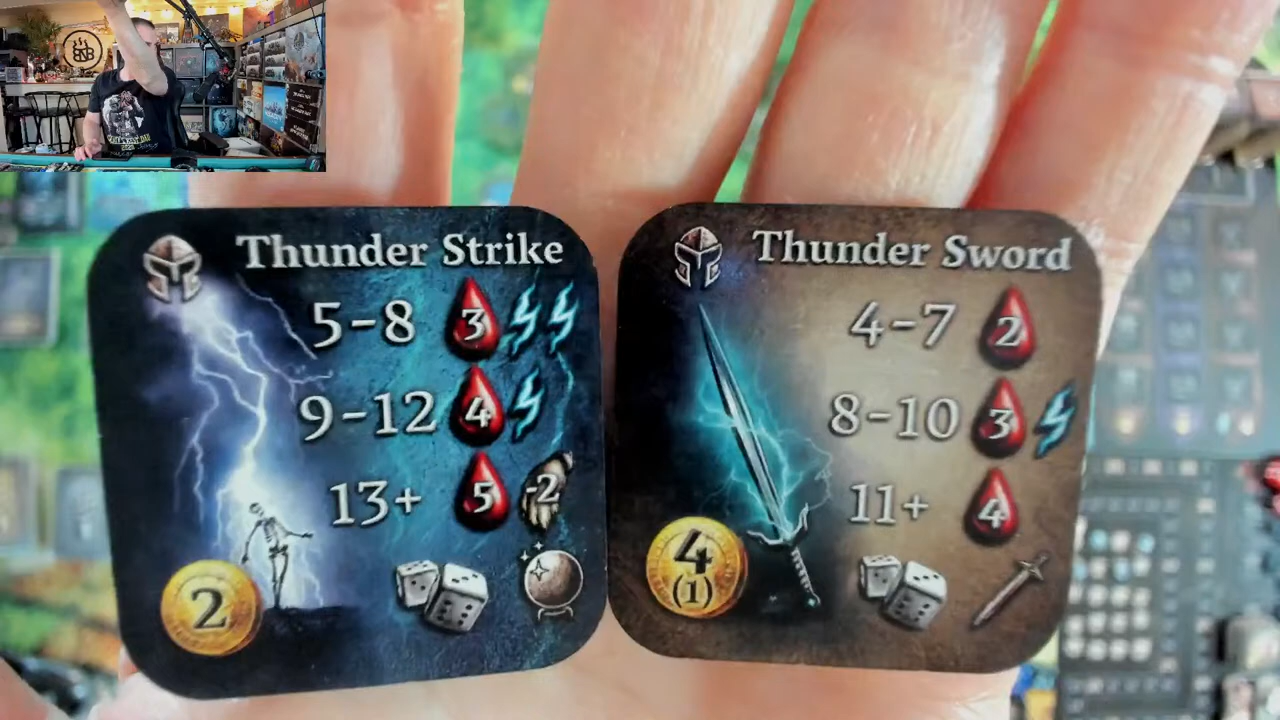 Thunder Strike
5-8 3
9-12 4
13+ 5 -2
2
Thunder Sword
4-7 2
8-10 3
11+ 4
4
(1)